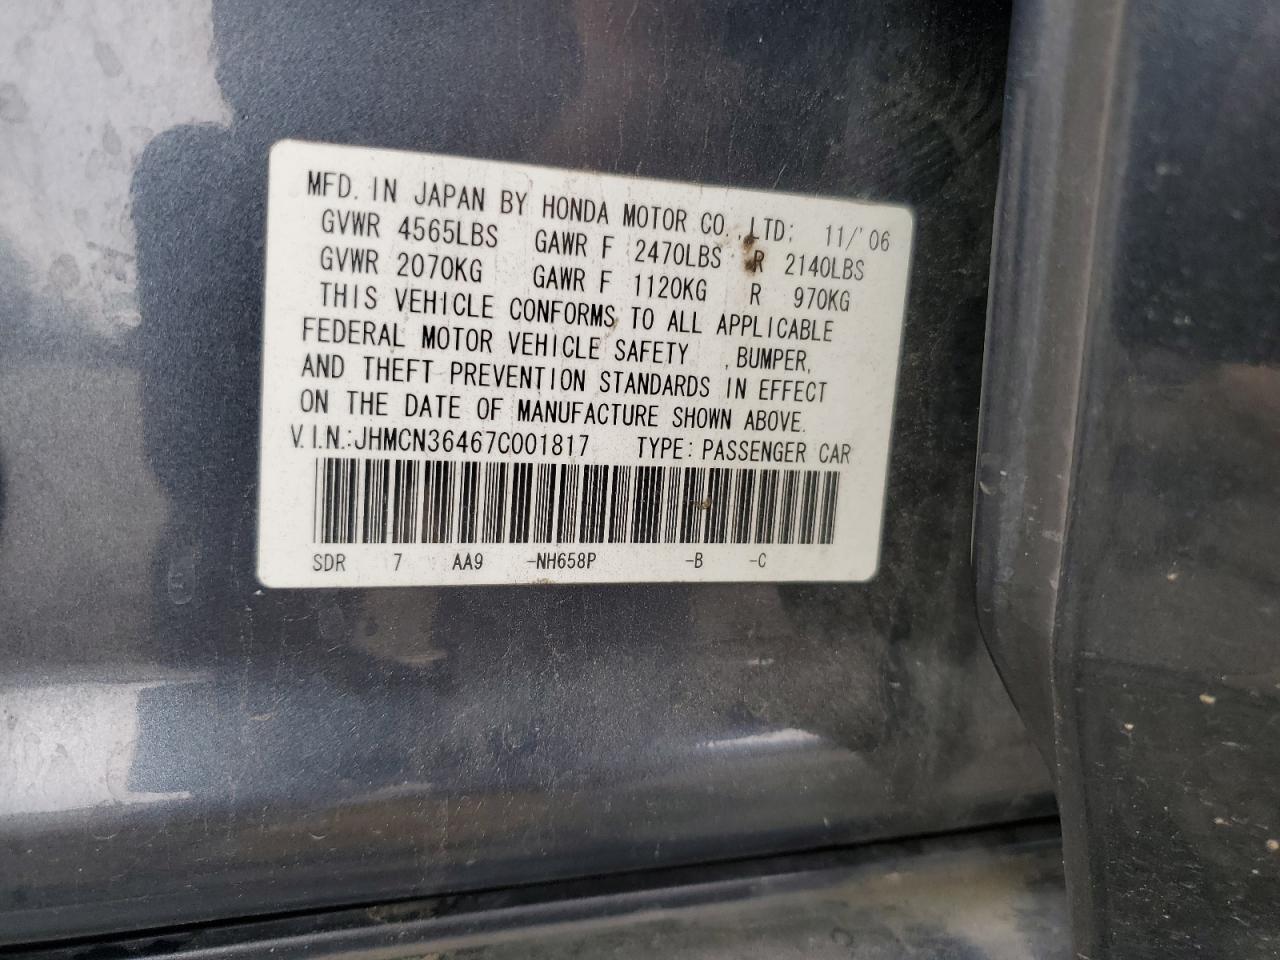 MFD. IN JAPAN BY HONDA MOTOR CO.,LTD; 11/'06
GVWR 4565LBS GAWR F 2470LBS R 2140LBS
GVWR 2070KG GAWR F 1120KG R 970KG
THIS VEHICLE CONFORMS TO ALL APPLICABLE
FEDERAL MOTOR VEHICLE SAFETY ,BUMPER,
AND THEFT PREVENTION STANDARDS IN EFFECT
ON THE DATE OF MANUFACTURE SHOWN ABOVE.
V.I.N.:JHMCN36467C001817 TYPE: PASSENGER CAR
SDR 7 AA9 -NH658P -B -C